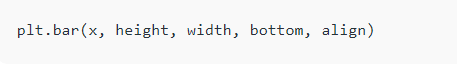 plt.bar(x, height, width, bottom, align)